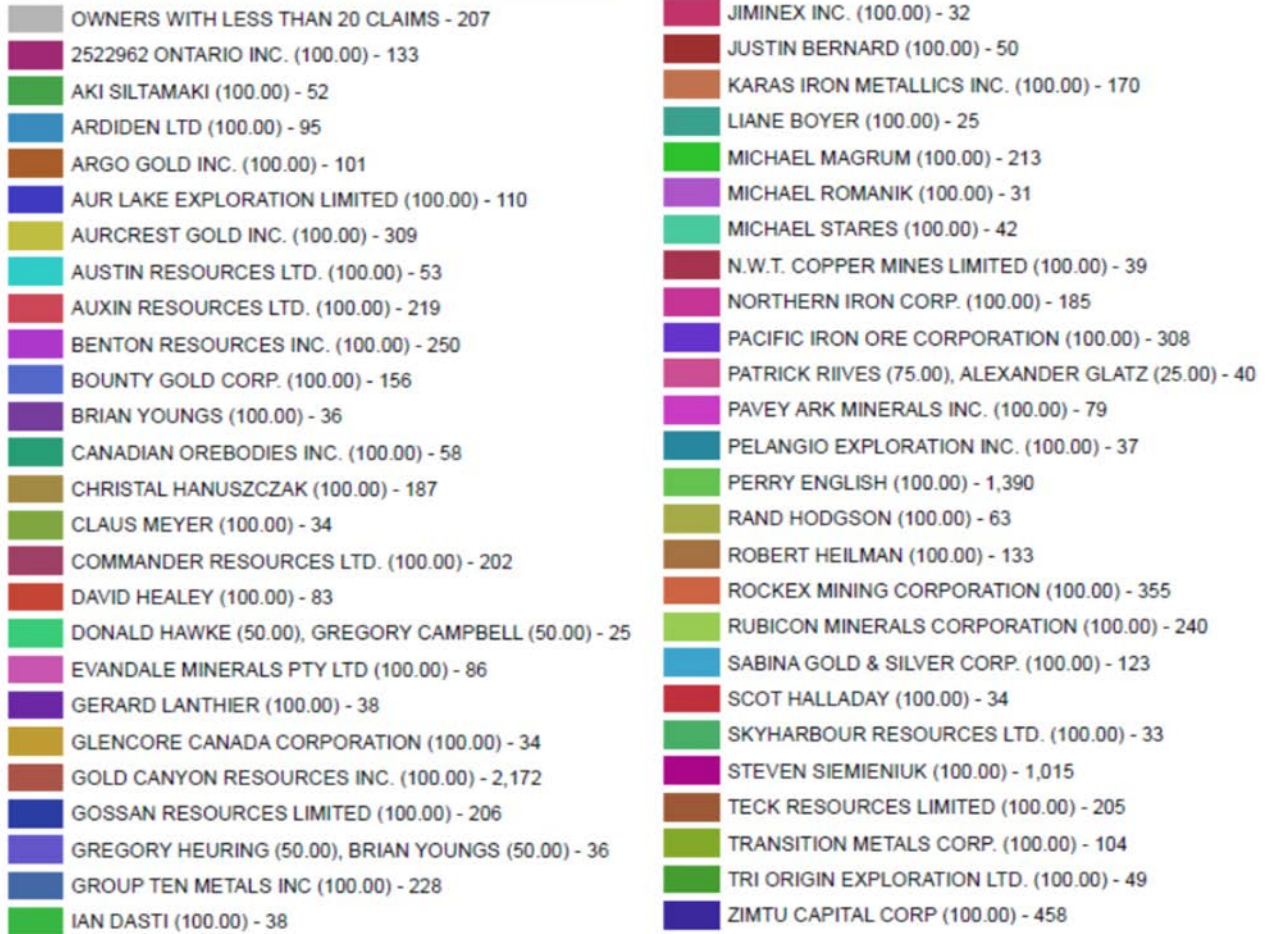 OWNERS WITH LESS THAN 20 CLAIMS - 207
2522962 ONTARIO INC. (100.00) - 133
AKI SILTAMAKI (100.00) - 52
ARDIDEN LTD (100.00) - 95
ARGO GOLD INC. (100.00) - 101
AUR LAKE EXPLORATION LIMITED (100.00) - 110
AURCREST GOLD INC. (100.00) - 309
AUSTIN RESOURCES LTD. (100.00) - 53
AUXIN RESOURCES LTD. (100.00) - 219
BENTON RESOURCES INC. (100.00) - 250
BOUNTY GOLD CORP. (100.00) - 156
BRIAN YOUNGS (100.00) - 36
CANADIAN OREBODIES INC. (100.00) - 58
CHRISTAL HANUSZCZAK (100.00) - 187
CLAUS MEYER (100.00) - 34
COMMANDER RESOURCES LTD. (100.00) - 202
DAVID HEALEY (100.00) - 83
DONALD HAWKE (50.00), GREGORY CAMPBELL (50.00) - 25
EVANDALE MINERALS PTY LTD (100.00) - 86
GERARD LANTHIER (100.00) - 38
GLENCORE CANADA CORPORATION (100.00) - 34
GOLD CANYON RESOURCES INC. (100.00) - 2,172
GOSSAN RESOURCES LIMITED (100.00) - 206
GREGORY HEURING (50.00), BRIAN YOUNGS (50.00) - 36
GROUP TEN METALS INC (100.00) - 228
IAN DASTI (100.00) - 38
JIMINEX INC. (100.00) - 32
JUSTIN BERNARD (100.00) - 50
KARAS IRON METALLICS INC. (100.00) - 170
LIANE BOYER (100.00) - 25
MICHAEL MAGRUM (100.00) - 213
MICHAEL ROMANIK (100.00) - 31
MICHAEL STARES (100.00) - 42
N.W.T. COPPER MINES LIMITED (100.00) - 39
NORTHERN IRON CORP. (100.00) - 185
PACIFIC IRON ORE CORPORATION (100.00) - 308
PATRICK RIIVES (75.00), ALEXANDER GLATZ (25.00) - 40
PAVEY ARK MINERALS INC. (100.00) - 79
PELANGIO EXPLORATION INC. (100.00) - 37
PERRY ENGLISH (100.00) - 1,390
RAND HODGSON (100.00) - 63
ROBERT HEILMAN (100.00) - 133
ROCKEX MINING CORPORATION (100.00) - 355
RUBICON MINERALS CORPORATION (100.00) - 240
SABINA GOLD & SILVER CORP. (100.00) - 123
SCOT HALLADAY (100.00) - 34
SKYHARBOUR RESOURCES LTD. (100.00) - 33
STEVEN SIEMIENIUK (100.00) - 1,015
TECK RESOURCES LIMITED (100.00) - 205
TRANSITION METALS CORP. (100.00) - 104
TRI ORIGIN EXPLORATION LTD. (100.00) - 49
ZIMTU CAPITAL CORP (100.00) - 458